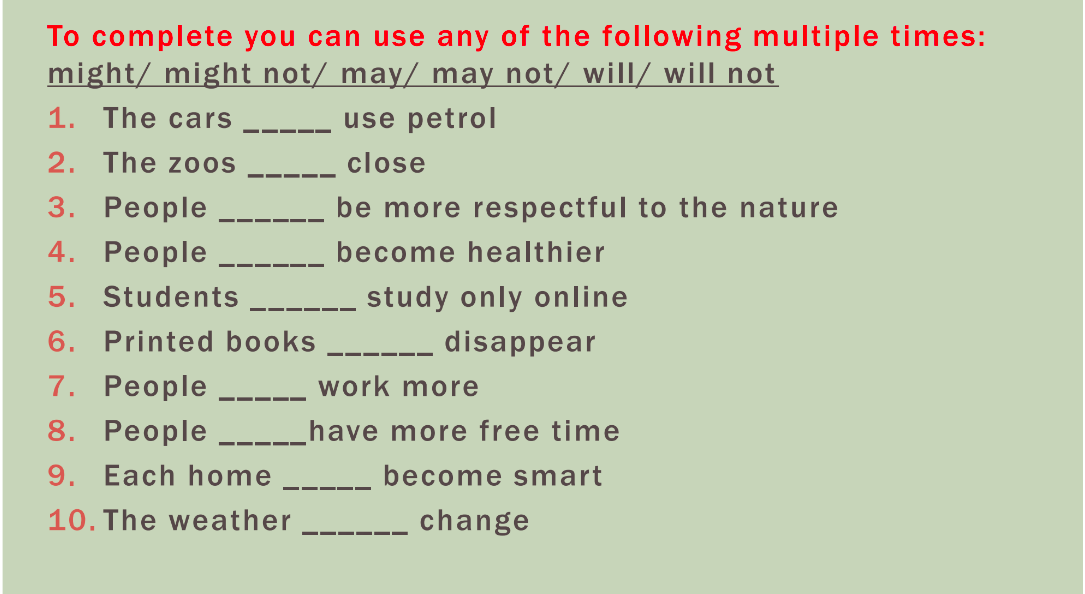 To complete you can use any of the following multiple times:
might/ might not/ may/ may not/ will/ will not
1. The cars _____ use petrol
2. The zoos _____ close
3. People ______ be more respectful to the nature
4. People ______ become healthier
5. Students ______ study only online
6. Printed books ______ disappear
7. People _____ work more
8. People _____have more free time
9. Each home _____ become smart
10. The weather ______ change